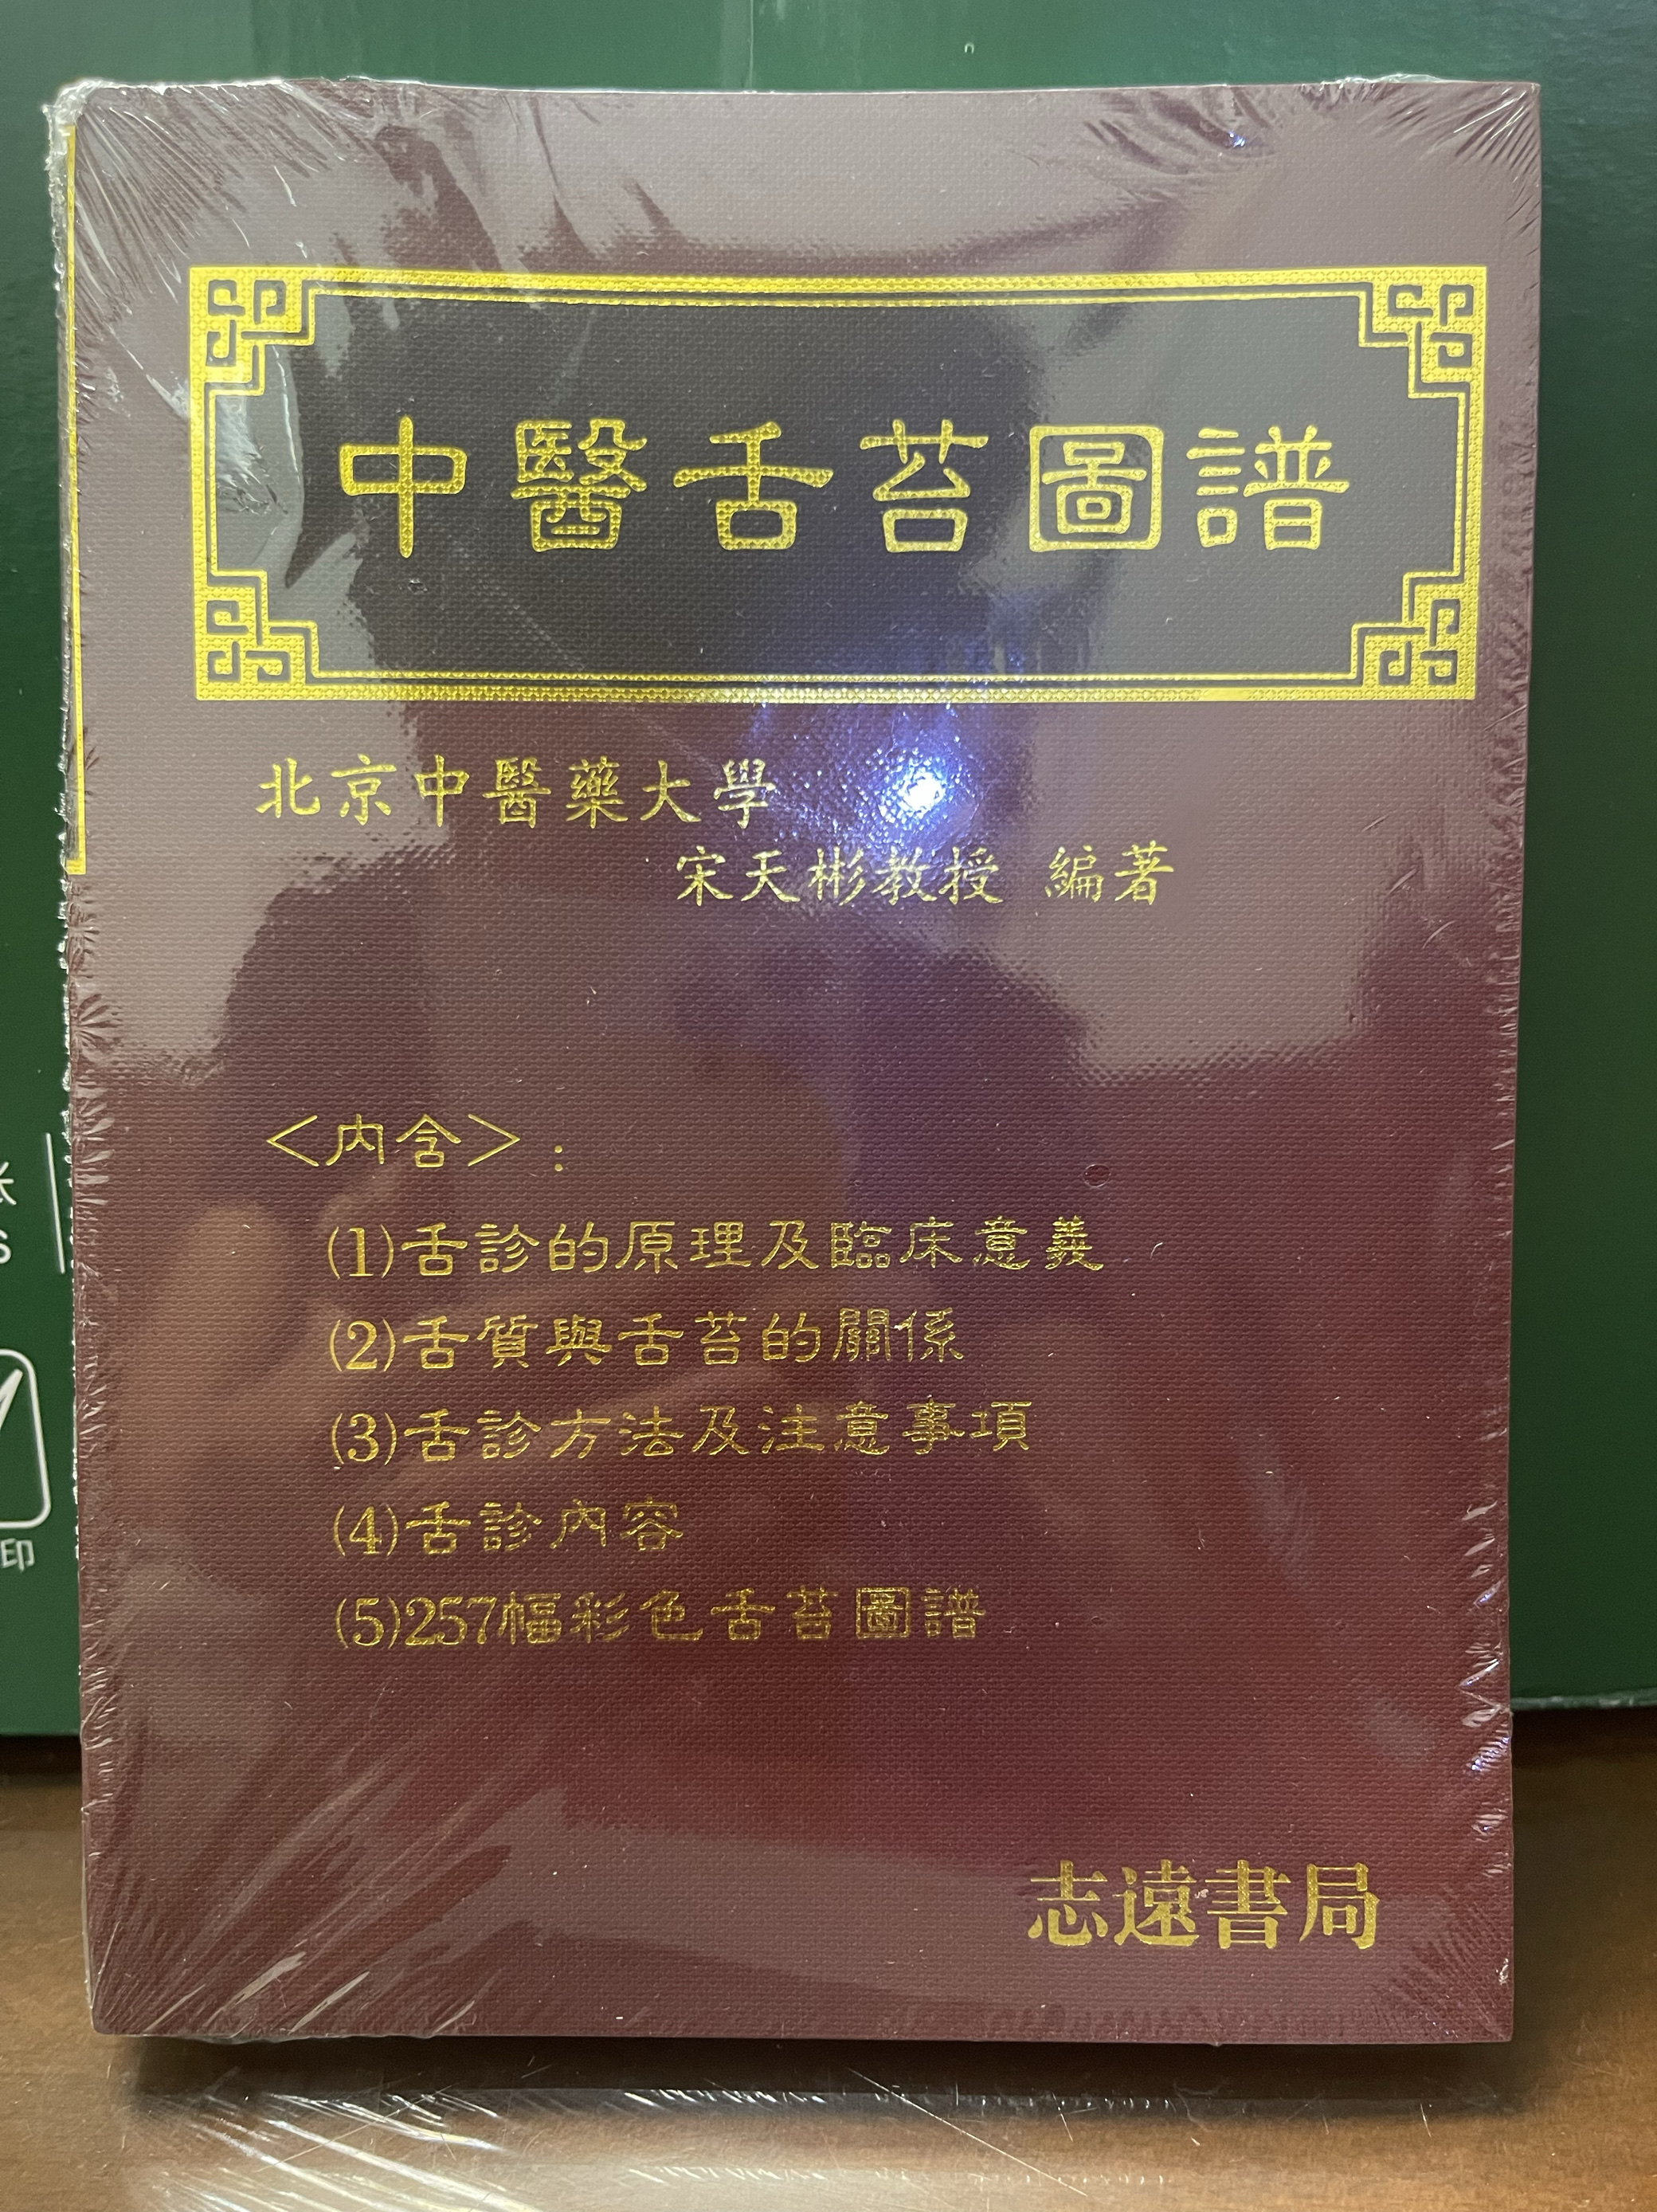 中醫舌苔圖譜
北京中醫藥大學
宋天彬教授 編著
<內含>:
(1)舌診的原理及臨床意義
(2)舌質與舌苔的關係
(3)舌診方法及注意事項
(4)舌診內容
(5)257幅彩色舌苔圖譜
志遠書局
印